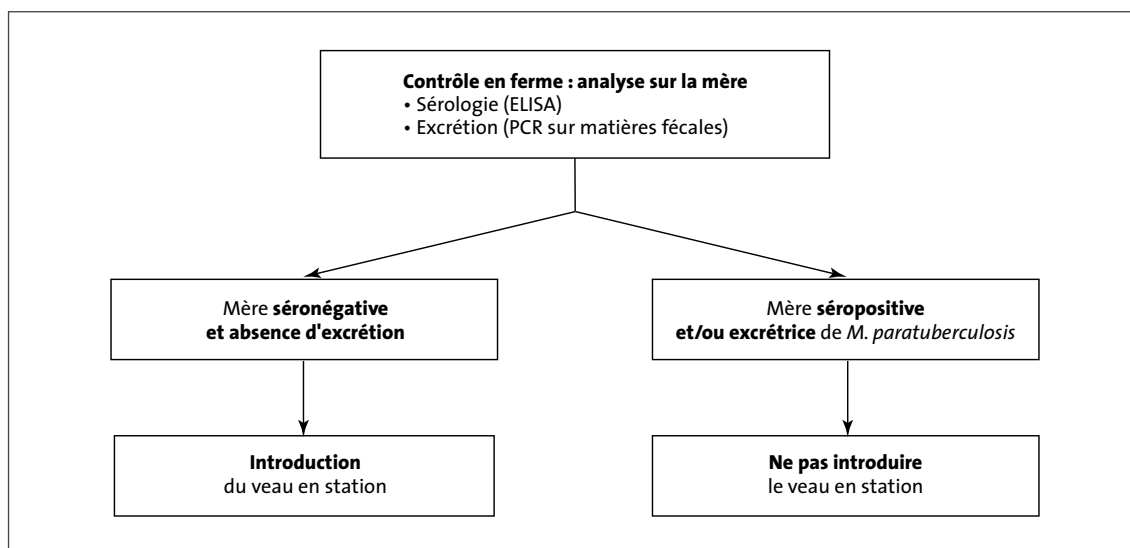 Contrôle en ferme : analyse sur la mère
• Sérologie (ELISA)
• Excrétion (PCR sur matières fécales)
Mère séronégative
et absence d'excrétion
Mère séropositive
et/ou excrétrice de M. paratuberculosis
Introduction
du veau en station
Ne pas introduire
le veau en station